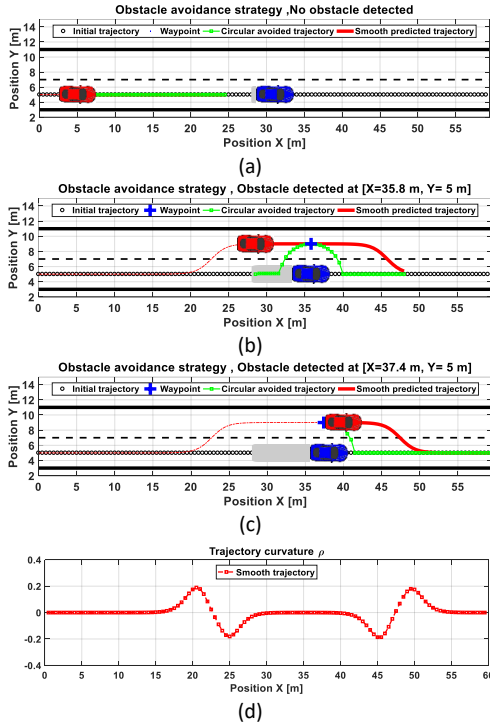 Obstacle avoidance strategy ,No obstacle detected
Initial trajectory Waypoint Circular avoided trajectory Smooth predicted trajectory
Position Y [m]
14
12
10
8
6
4
2
0 5 10 15 20 25 30 35 40 45 50 55
Position X [m]
(a)
Obstacle avoidance strategy , Obstacle detected at [X=35.8 m, Y= 5 m]
Initial trajectory Waypoint Circular avoided trajectory Smooth predicted trajectory
Position Y [m]
14
12
10
8
6
4
2
0 5 10 15 20 25 30 35 40 45 50 55
Position X [m]
(b)
Obstacle avoidance strategy , Obstacle detected at [X=37.4 m, Y= 5 m]
Initial trajectory Waypoint Circular avoided trajectory Smooth predicted trajectory
Position Y [m]
14
12
10
8
6
4
2
0 5 10 15 20 25 30 35 40 45 50 55
Position X [m]
(c)
Trajectory curvature ρ
Smooth trajectory
0.4
0.2
0
-0.2
-0.4
0 5 10 15 20 25 30 35 40 45 50 55 60
Position X [m]
(d)